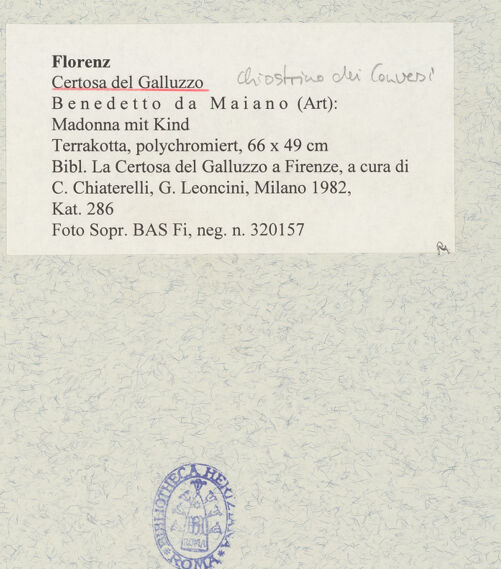 Florenz
Certosa del Galluzzo chiostrino dei Conversi
Benedetto da Maiano (Art):
Madonna mit Kind
Terrakotta, polychromiert, 66 x 49 cm
Bibl. La Certosa del Galluzzo a Firenze, a cura di
C. Chiaterelli, G. Leoncini, Milano 1982,
Kat. 286
Foto Sopr. BAS Fi, neg. n. 320157
BIBLIOTHECA HERTZIANA
ROMA
ROMA